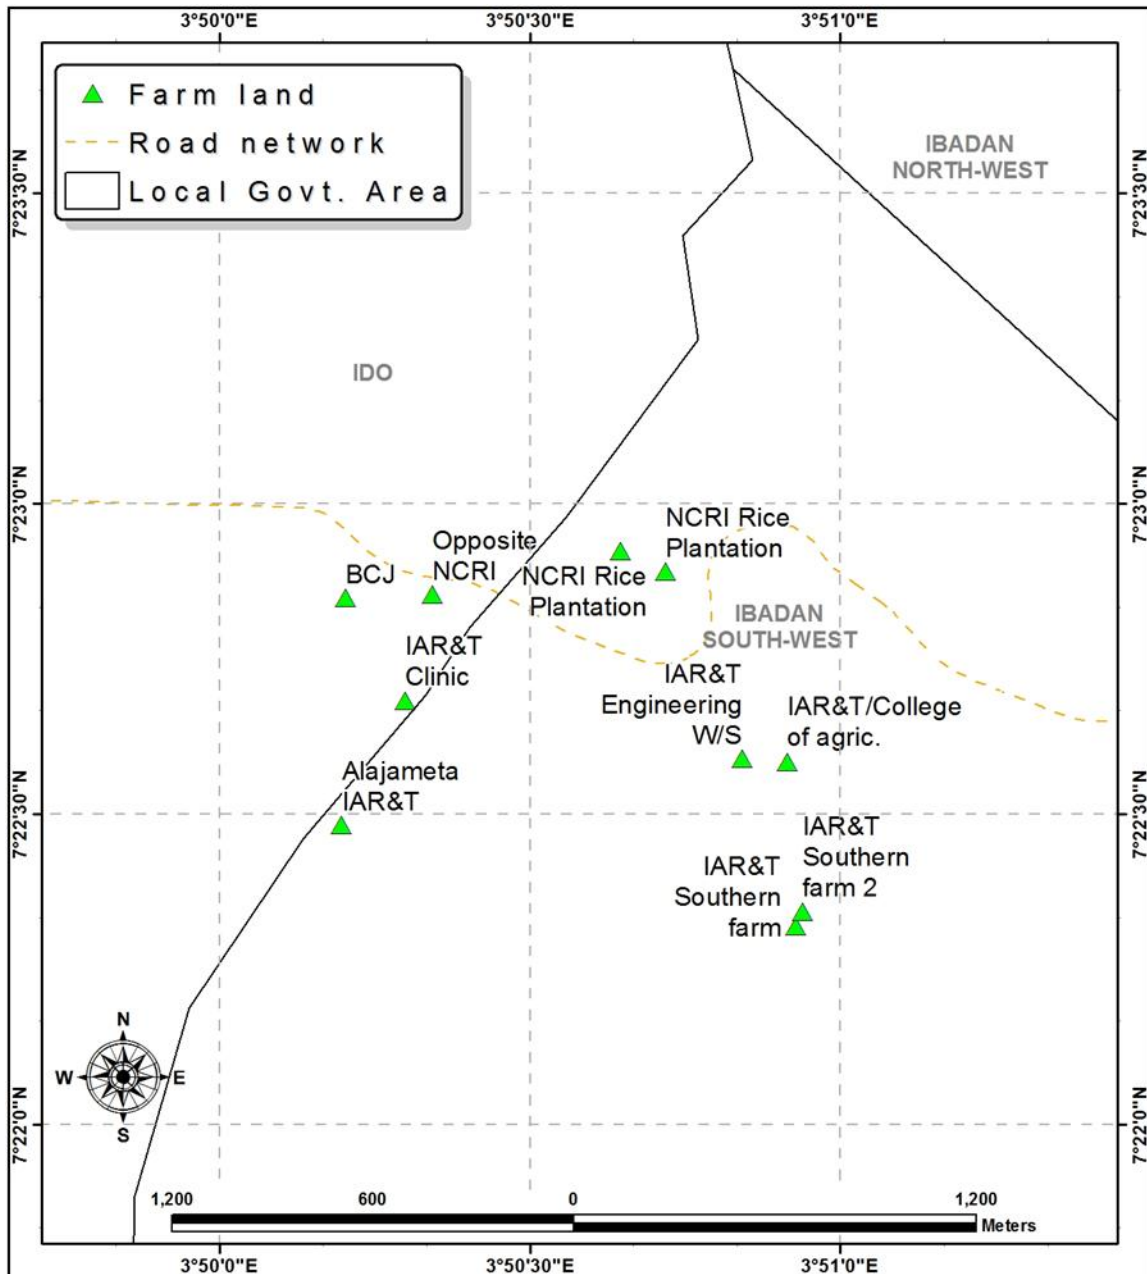 3°50'0"E
3°50'30"E
3°51'0"E
Farm land
Road network
Local Govt. Area
IBADAN
NORTH-WEST
7°23'30"N
7°23'30"N
IDO
7°23'0"N
7°23'0"N
NCRI Rice
Plantation
Opposite
NCRI
BCJ
NCRI Rice
Plantation
IBADAN
SOUTH-WEST
IAR&T
Clinic
IAR&T
Engineering
W/S
IAR&T/College
of agric.
Alajameta
IAR&T
7°22'30"N
7°22'30"N
IAR&T
Southern
farm 2
IAR&T
Southern
farm
N
W
E
S
7°22'0"N
7°22'0"N
1,200
600
0
1,200
Meters
3°50'0"E
3°50'30"E
3°51'0"E